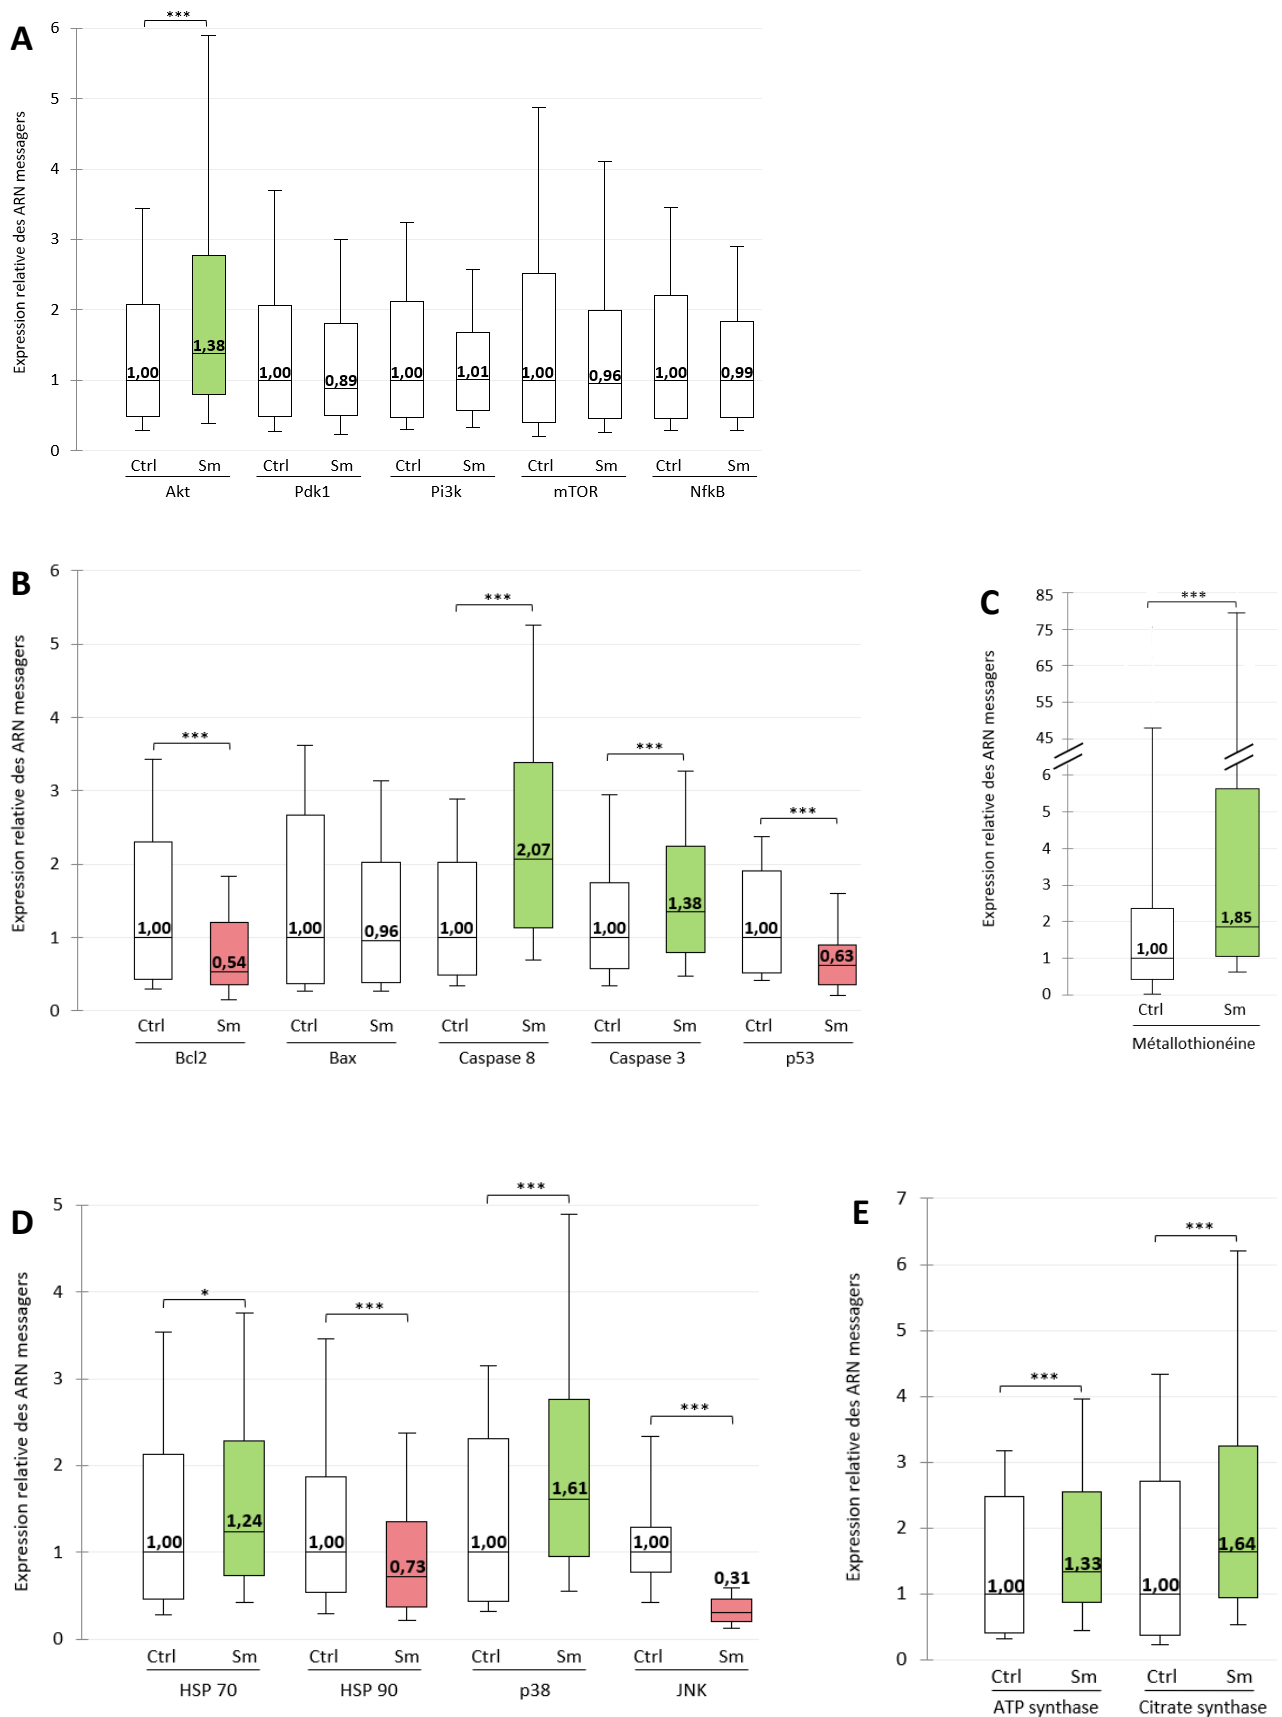 A
Expression relative des ARN messagers
6
5
4
3
2
1
0
***
1,00 1,38 1,00 0,89 1,00 1,01 1,00 0,96 1,00 0,99
Ctrl Sm Ctrl Sm Ctrl Sm Ctrl Sm Ctrl Sm
Akt Pdk1 Pi3k mTOR NfkB
B
Expression relative des ARN messagers
6
5
4
3
2
1
0
*** *** *** ***
1,00 0,54 1,00 0,96 1,00 2,07 1,00 1,38 1,00 0,63
Ctrl Sm Ctrl Sm Ctrl Sm Ctrl Sm Ctrl Sm
Bcl2 Bax Caspase 8 Caspase 3 p53
C
Expression relative des ARN messagers
85
75
65
55
45
6
5
4
3
2
1
0
***
1,00 1,85
Ctrl Sm
Métallothionéine
D
Expression relative des ARN messagers
5
4
3
2
1
0
* *** *** ***
1,00 1,24 1,00 0,73 1,00 1,61 1,00 0,31
Ctrl Sm Ctrl Sm Ctrl Sm Ctrl Sm
HSP 70 HSP 90 p38 JNK
E
Expression relative des ARN messagers
7
6
5
4
3
2
1
0
*** ***
1,00 1,33 1,00 1,64
Ctrl Sm Ctrl Sm
ATP synthase Citrate synthase